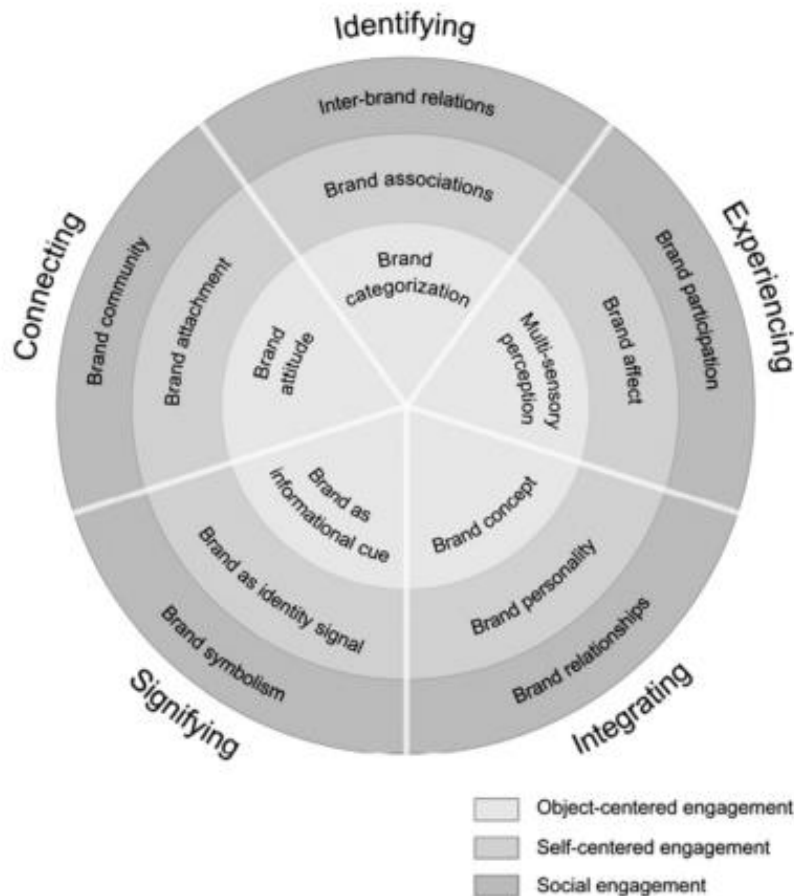 Identifying
Inter-brand relations
Brand associations
Brand
categorization
Experiencing
Brand participation
Brand affect
Multi-sensory
perception
Integrating
Brand relationships
Brand personality
Brand concept
Signifying
Brand symbolism
Brand as identity signal
Brand as
informational cue
Connecting
Brand community
Brand attachment
Brand
attitude
Object-centered engagement
Self-centered engagement
Social engagement